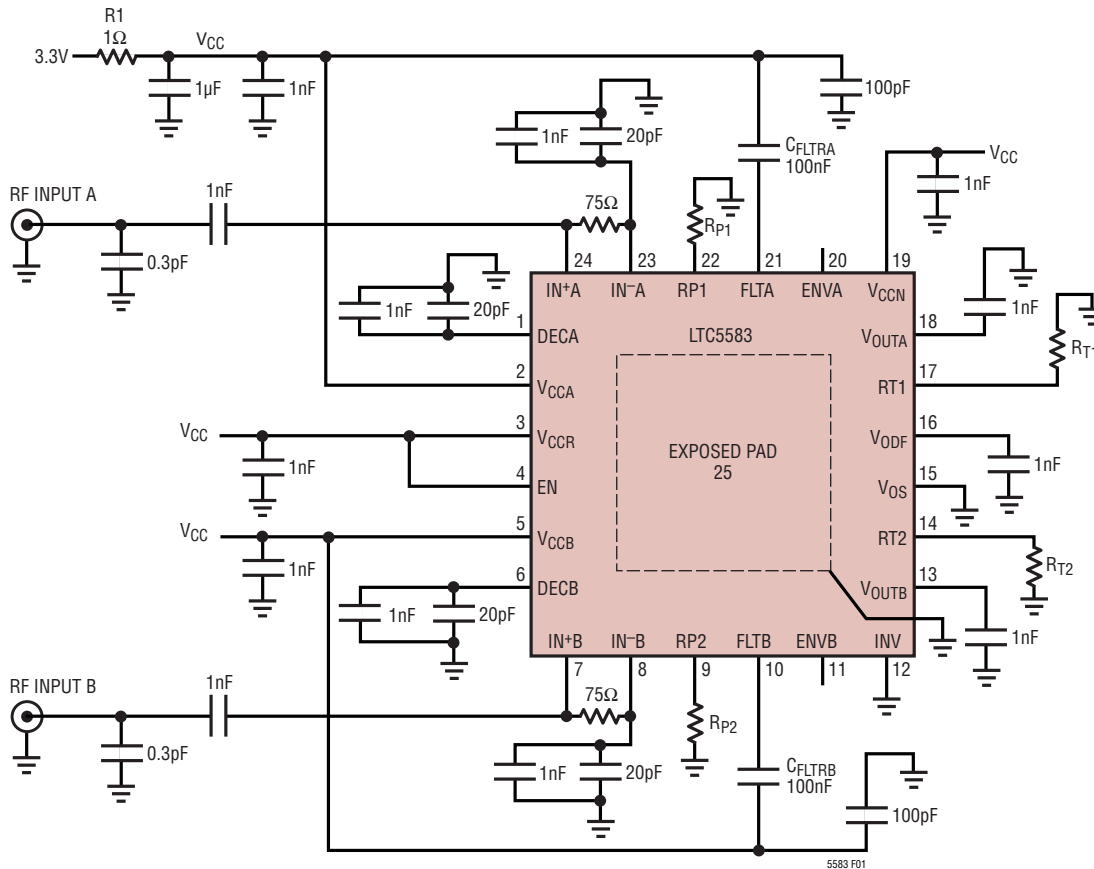 R1
1Ω
3.3V
VCC
1µF
1nF
100pF
1nF
20pF
CFLTRA
100nF
VCC
1nF
RF INPUT A
1nF
0.3pF
75Ω
RP1
24
23
22
21
20
19
IN+A
IN–A
RP1
FLTA
ENVA
VCCN
1nF
20pF
1
DECA
LTC5583
VOUTA
18
1nF
2
VCCA
RT1
17
RT1
VCC
3
VCCR
VODF
16
1nF
1nF
4
EN
EXPOSED PAD
25
VOS
15
VCC
5
VCCB
RT2
14
RT2
1nF
6
DECB
VOUTB
13
1nF
1nF
20pF
IN+B
IN–B
RP2
FLTB
ENVB
INV
7
8
9
10
11
12
RF INPUT B
1nF
0.3pF
75Ω
RP2
1nF
20pF
CFLTRB
100nF
100pF
5583 F01